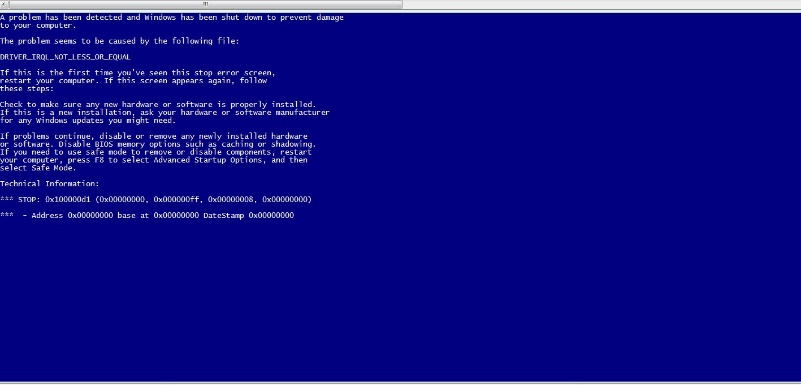 A problem has been detected and Windows has been shut down to prevent damage
to your computer.
The problem seems to be caused by the following file:
DRIVER_IRQL_NOT_LESS_OR_EQUAL
If this is the first time you've seen this stop error screen,
restart your computer. If this screen appears again, follow
these steps:
Check to make sure any new hardware or software is properly installed.
If this is a new installation, ask your hardware or software manufacturer
for any Windows updates you might need.
If problems continue, disable or remove any newly installed hardware
or software. Disable BIOS memory options such as caching or shadowing.
If you need to use safe mode to remove or disable components, restart
your computer, press F8 to select Advanced Startup Options, and then
select Safe Mode.
Technical Information:
*** STOP: 0x100000d1 (0x00000000, 0x000000ff, 0x00000008, 0x00000000)
***  - Address 0x00000000 base at 0x00000000 DateStamp 0x00000000